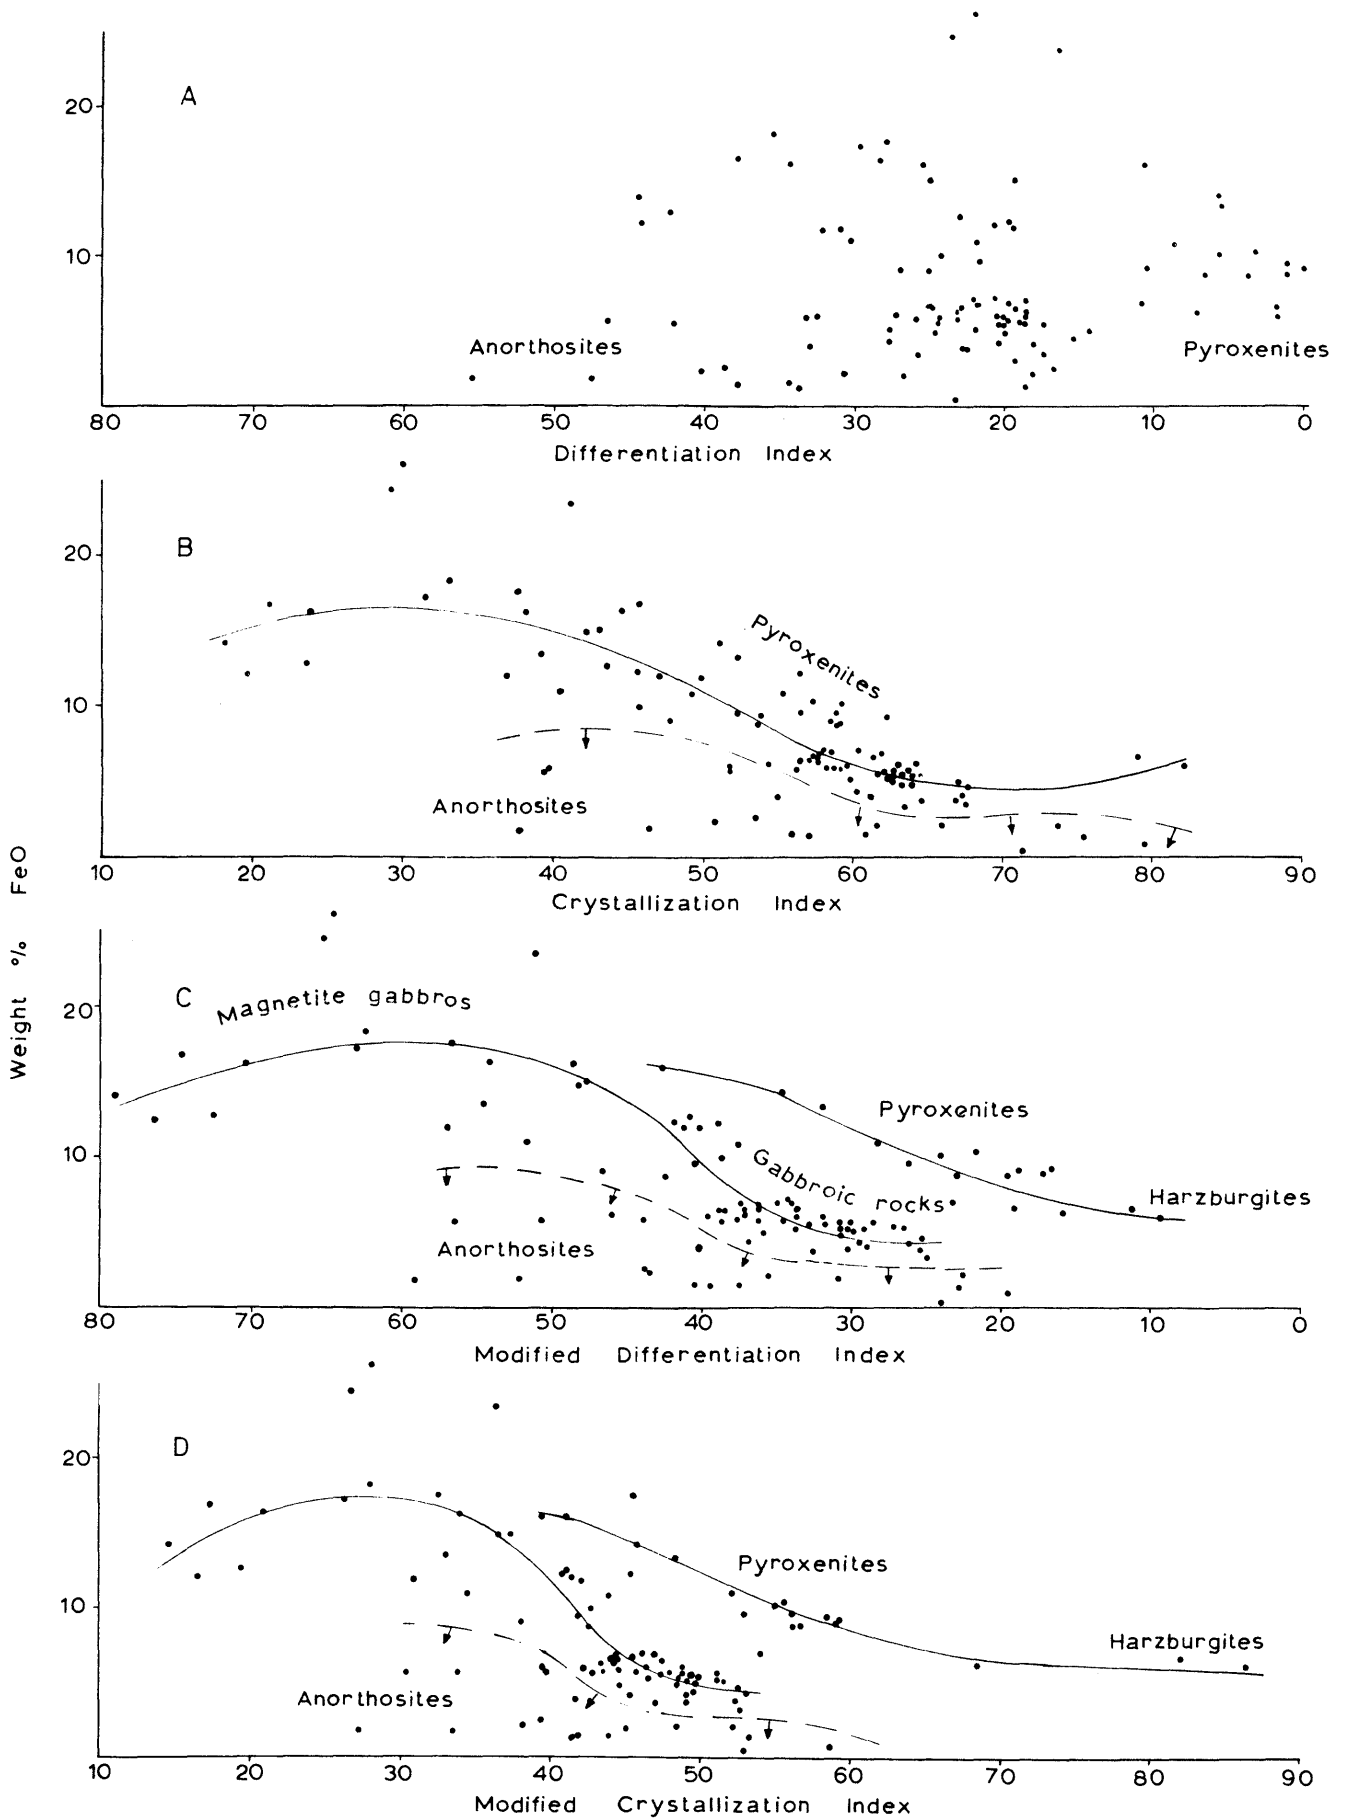 A
20
10
Anorthosites
Pyroxenites
80 70 60 50 40 30 20 10 0
Differentiation Index
B
20
Pyroxenites
10
Anorthosites
10 20 30 40 50 60 70 80 90
Crystallization Index
Weight % FeO
C
Magnetite gabbros
20
Pyroxenites
10
Gabbroic rocks
Harzburgites
Anorthosites
80 70 60 50 40 30 20 10 0
Modified Differentiation Index
D
20
Pyroxenites
10
Harzburgites
Anorthosites
10 20 30 40 50 60 70 80 90
Modified Crystallization Index